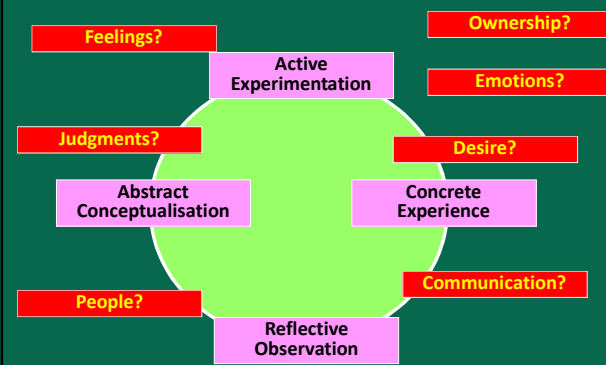 Ownership?
Feelings?
Active
Experimentation
Emotions?
Judgments?
Desire?
Abstract
Conceptualisation
Concrete
Experience
Communication?
People?
Reflective
Observation